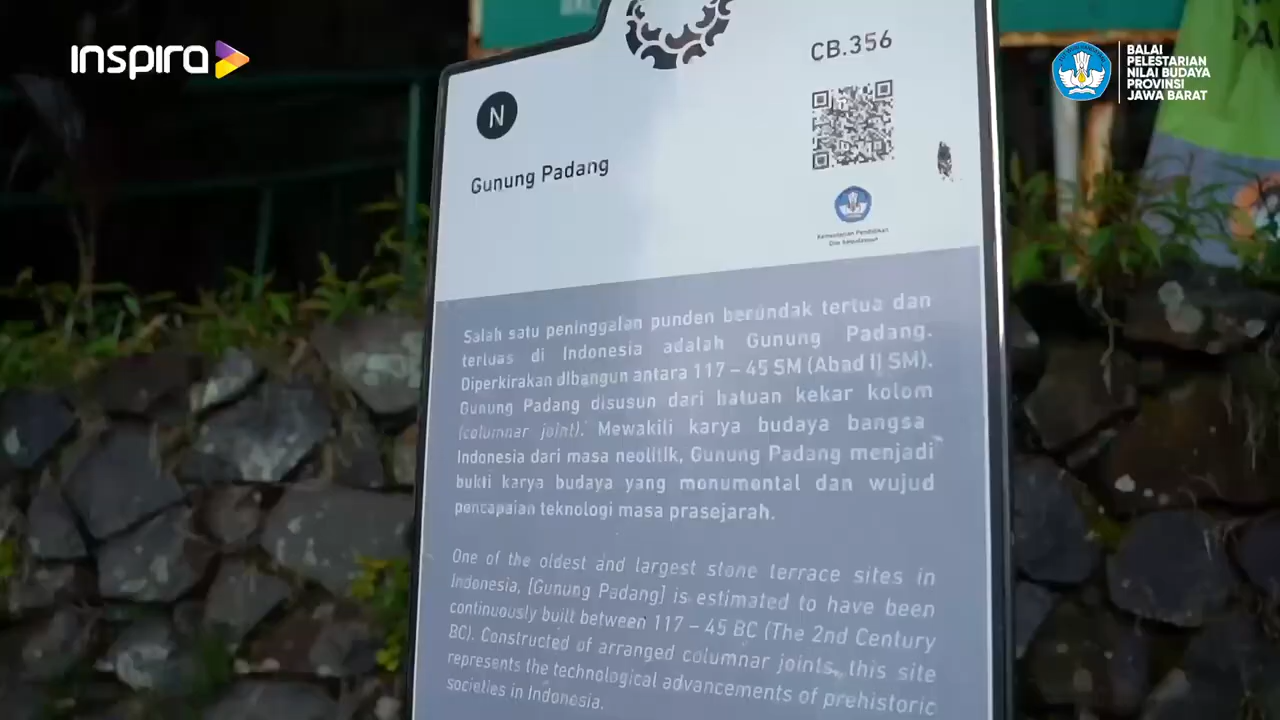 inspira
BALAI
PELESTARIAN
NILAI BUDAYA
PROVINSI
JAWA BARAT
CB.356
N
Gunung Padang
Kementerian Pendidikan
Dan Kebudayaan
Salah satu peninggalan punden berundak tertua dan
terluas di Indonesia adalah Gunung Padang.
Diperkirakan dibangun antara 117 – 45 SM (Abad II SM).
Gunung Padang disusun dari batuan kekar kolom
(columnar joint). Mewakili karya budaya bangsa
Indonesia dari masa neolitik, Gunung Padang menjadi
bukti karya budaya yang monumental dan wujud
pencapaian teknologi masa prasejarah.
One of the oldest and largest stone terrace sites in
Indonesia, [Gunung Padang] is estimated to have been
continuously built between 117 – 45 BC (The 2nd Century
BC). Constructed of arranged columnar joints, this site
represents the technological advancements of prehistoric
societies in Indonesia.